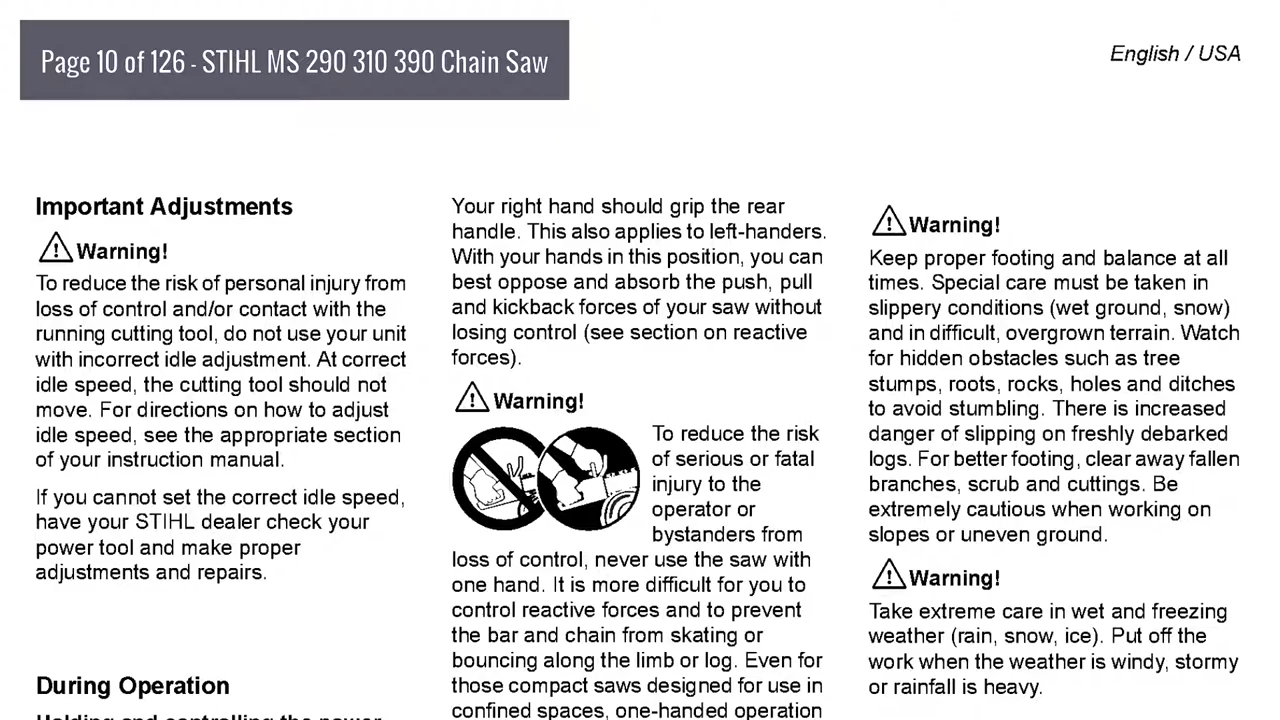 Page 10 of 126 - STIHL MS 290 310 390 Chain Saw
English / USA
Important Adjustments
Warning!
To reduce the risk of personal injury from
loss of control and/or contact with the
running cutting tool, do not use your unit
with incorrect idle adjustment. At correct
idle speed, the cutting tool should not
move. For directions on how to adjust
idle speed, see the appropriate section
of your instruction manual.
If you cannot set the correct idle speed,
have your STIHL dealer check your
power tool and make proper
adjustments and repairs.
During Operation
Holding and controlling the power
Your right hand should grip the rear
handle. This also applies to left-handers.
With your hands in this position, you can
best oppose and absorb the push, pull
and kickback forces of your saw without
losing control (see section on reactive
forces).
Warning!
To reduce the risk
of serious or fatal
injury to the
operator or
bystanders from
loss of control, never use the saw with
one hand. It is more difficult for you to
control reactive forces and to prevent
the bar and chain from skating or
bouncing along the limb or log. Even for
those compact saws designed for use in
confined spaces, one-handed operation
Warning!
Keep proper footing and balance at all
times. Special care must be taken in
slippery conditions (wet ground, snow)
and in difficult, overgrown terrain. Watch
for hidden obstacles such as tree
stumps, roots, rocks, holes and ditches
to avoid stumbling. There is increased
danger of slipping on freshly debarked
logs. For better footing, clear away fallen
branches, scrub and cuttings. Be
extremely cautious when working on
slopes or uneven ground.
Warning!
Take extreme care in wet and freezing
weather (rain, snow, ice). Put off the
work when the weather is windy, stormy
or rainfall is heavy.